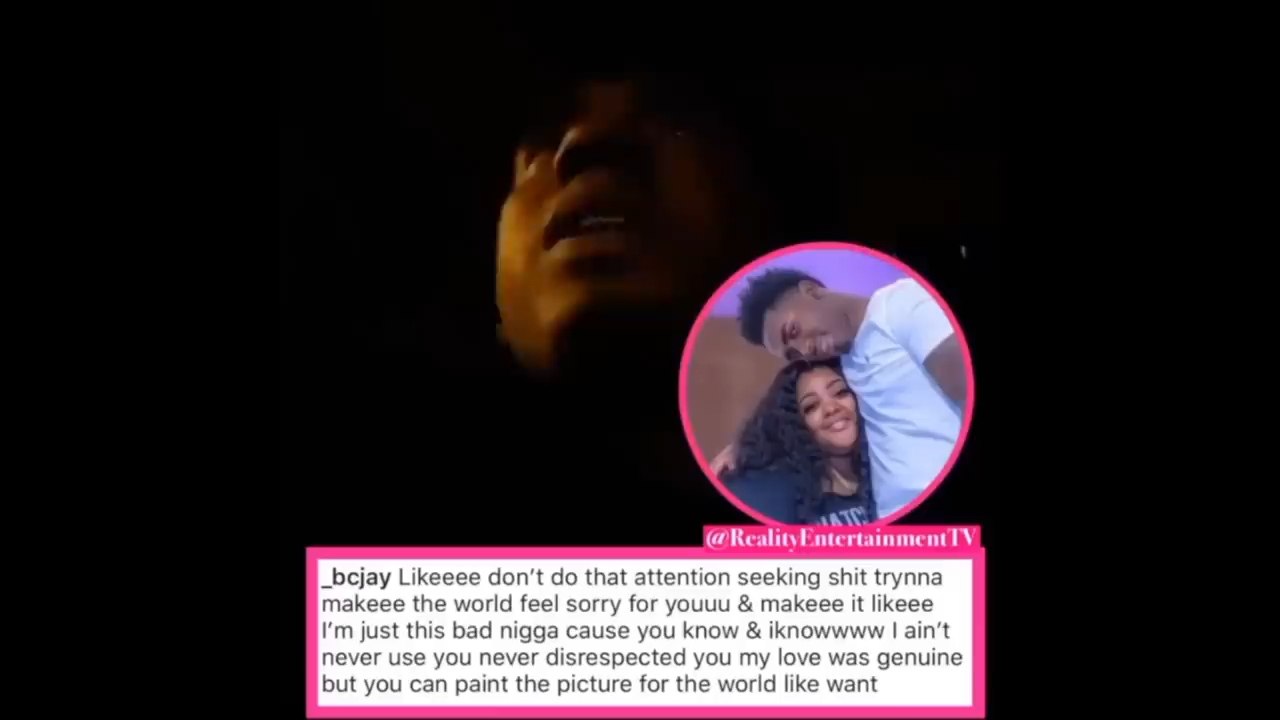 @RealityEntertainmentTV
_bcjay Likeeee don't do that attention seeking shit trynna
makeee the world feel sorry for youuu & makeee it likeee
I'm just this bad nigga cause you know & iknowwww I ain't
never use you never disrespected you my love was genuine
but you can paint the picture for the world like want